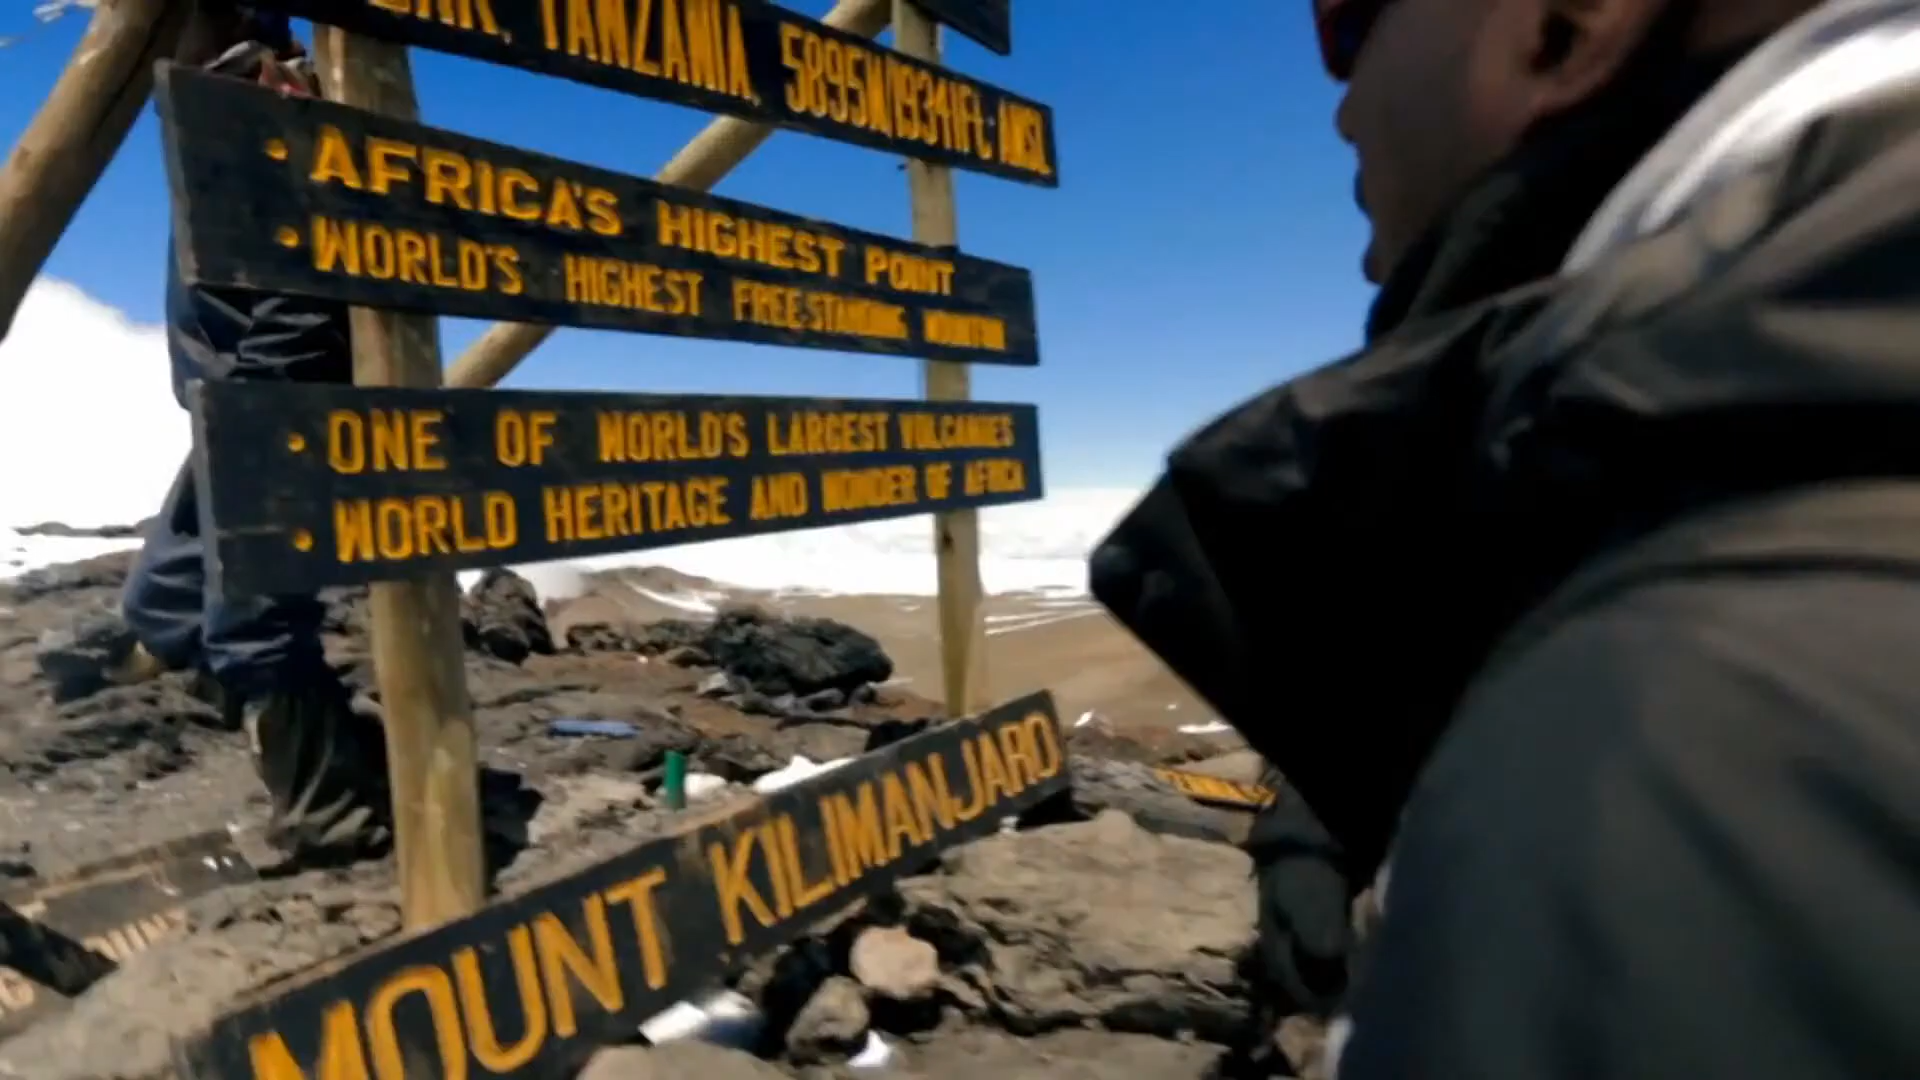 TANZANIA, 5895M/19341Ft. AMSL
• AFRICA'S HIGHEST POINT
• WORLD'S HIGHEST FREE-STANDING MOUNTAIN
• ONE OF WORLD'S LARGEST VOLCANOES
• WORLD HERITAGE AND WONDER OF AFRICA
MOUNT KILIMANJARO